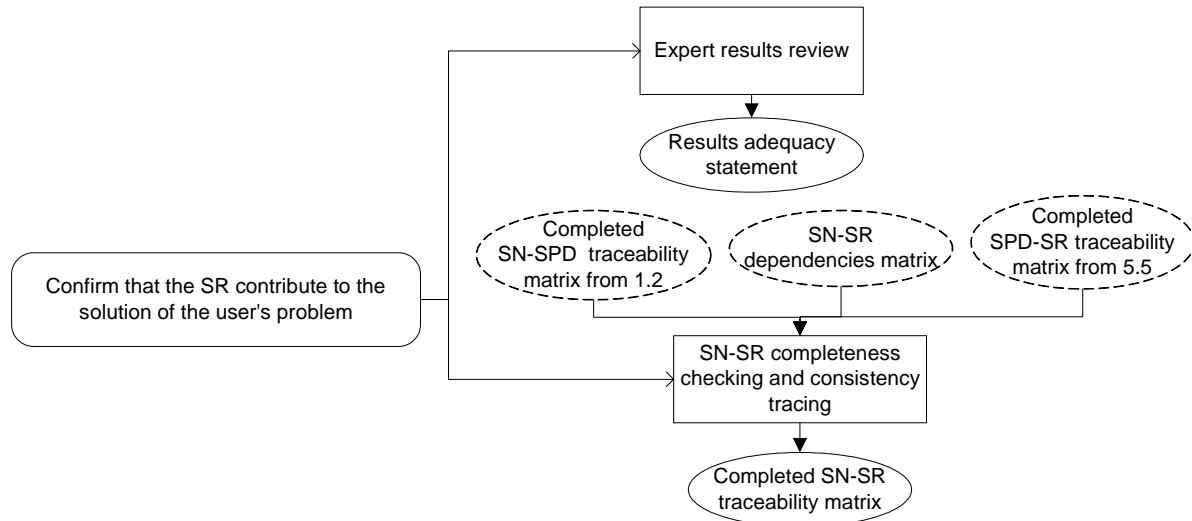 Expert results review
Results adequacy
statement
Completed
SN-SPD traceability
matrix from 1.2
SN-SR
dependencies matrix
Completed
SPD-SR traceability
matrix from 5.5
Confirm that the SR contribute to the
solution of the user's problem
SN-SR completeness
checking and consistency
tracing
Completed SN-SR
traceability matrix